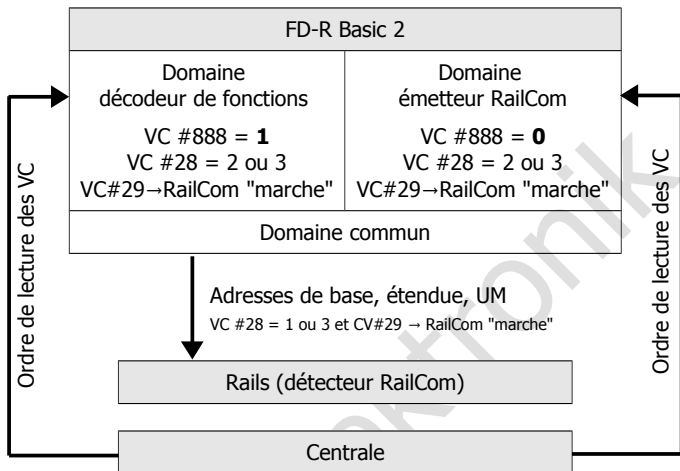 FD-R Basic 2
Domaine
décodeur de fonctions
VC #888 = 1
VC #28 = 2 ou 3
VC#29→RailCom "marche"
Domaine
émetteur RailCom
VC #888 = 0
VC #28 = 2 ou 3
VC#29→RailCom "marche"
Domaine commun
Ordre de lecture des VC
Ordre de lecture des VC
Adresses de base, étendue, UM
VC #28 = 1 ou 3 et CV#29 → RailCom "marche"
Rails (détecteur RailCom)
Centrale
ektronik